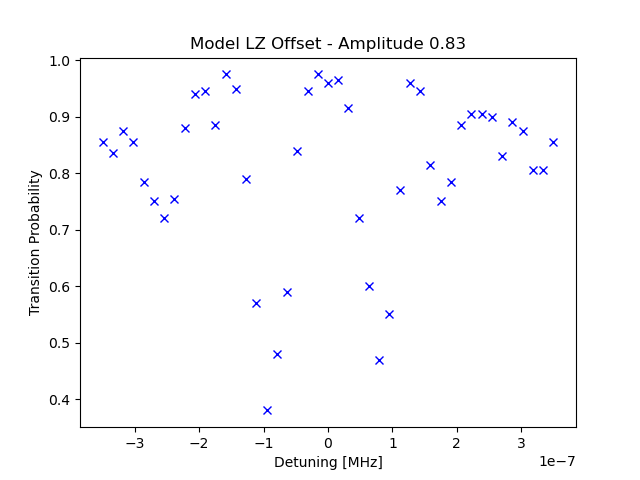 Model LZ Offset - Amplitude 0.83
1.0
0.9
0.8
0.7
0.6
0.5
0.4
Transition Probability
−3 −2 −1 0 1 2 3
1e−7
Detuning [MHz]